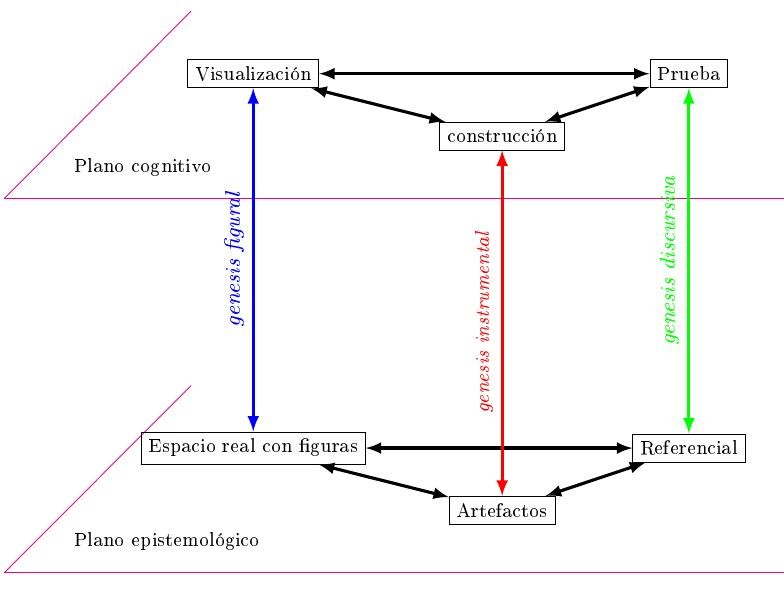 Visualización
Prueba
construcción
Plano cognitivo
genesis figural
genesis instrumental
genesis discursiva
Espacio real con figuras
Referencial
Artefactos
Plano epistemológico